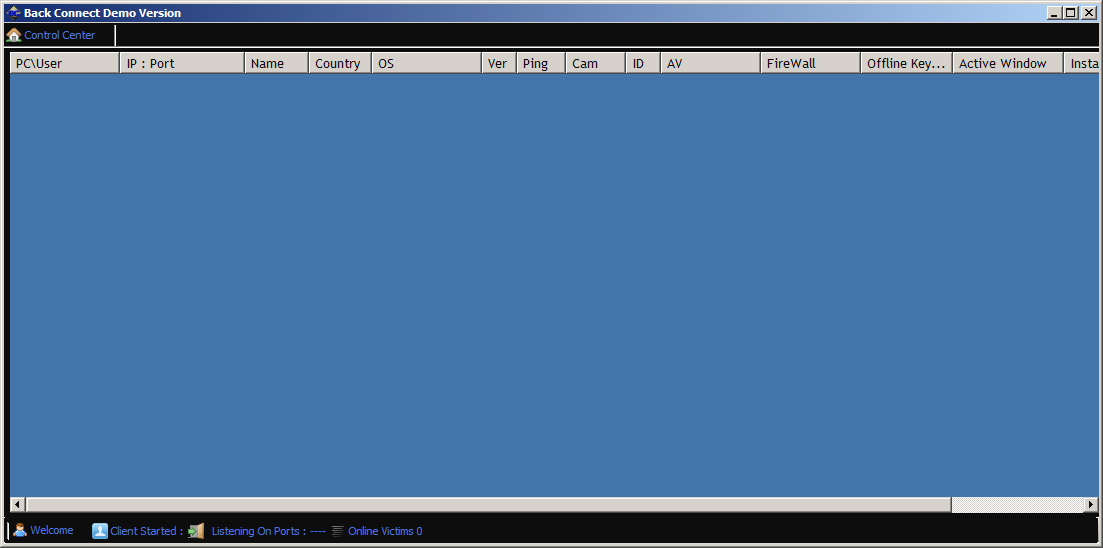 Back Connect Demo Version
Control Center
PC\User IP : Port Name Country OS Ver Ping Cam ID AV FireWall Offline Key... Active Window Insta
Welcome Client Started : Listening On Ports : ---- Online Victims 0